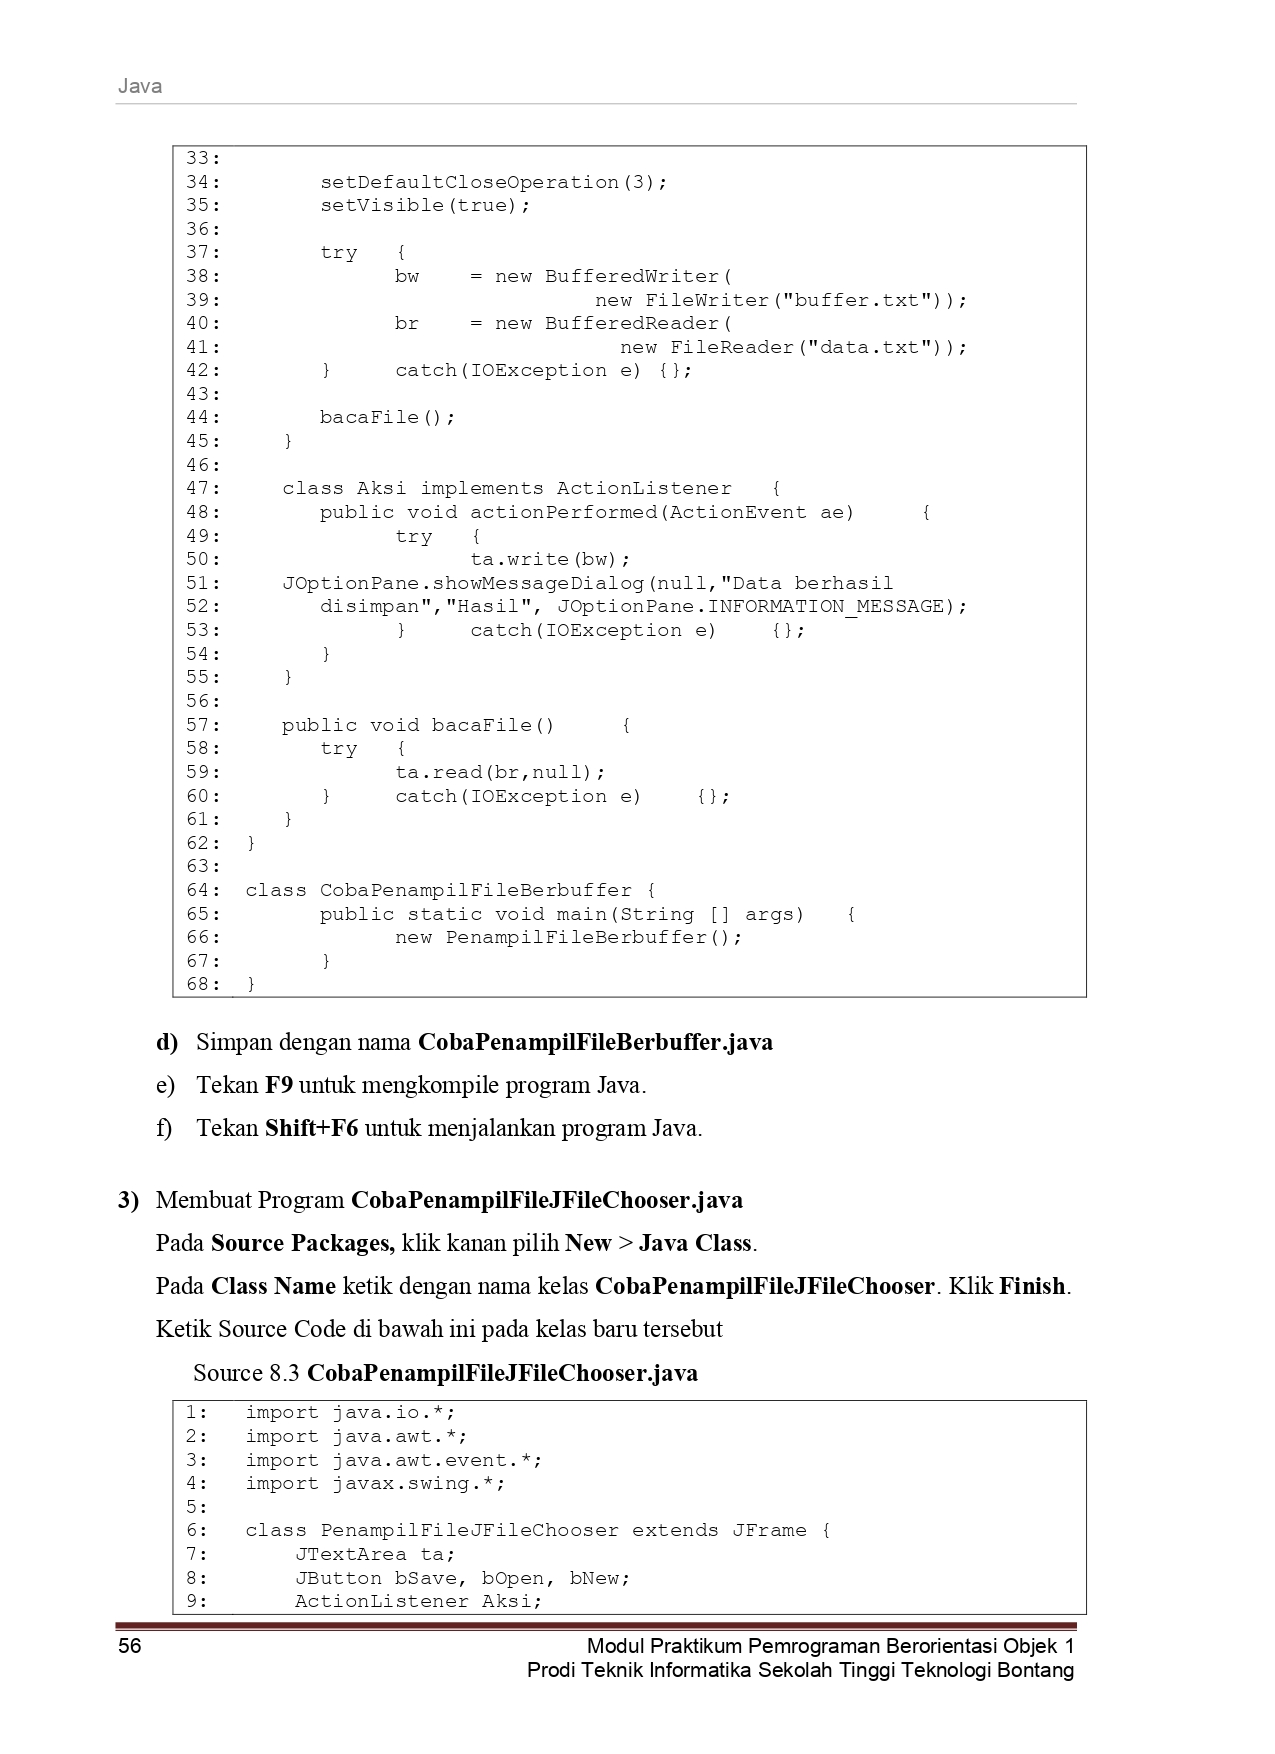 Java
33:
34: setDefaultCloseOperation(3);
35: setVisible(true);
36:
37: try {
38: bw = new BufferedWriter(
39: new FileWriter("buffer.txt"));
40: br = new BufferedReader(
41: new FileReader("data.txt"));
42: } catch(IOException e) {};
43:
44: bacaFile();
45: }
46:
47: class Aksi implements ActionListener {
48: public void actionPerformed(ActionEvent ae) {
49: try {
50: ta.write(bw);
51: JOptionPane.showMessageDialog(null,"Data berhasil
52: disimpan","Hasil", JOptionPane.INFORMATION_MESSAGE);
53: } catch(IOException e) {};
54: }
55: }
56:
57: public void bacaFile() {
58: try {
59: ta.read(br,null);
60: } catch(IOException e) {};
61: }
62: }
63:
64: class CobaPenampilFileBerbuffer {
65: public static void main(String [] args) {
66: new PenampilFileBerbuffer();
67: }
68: }
d) Simpan dengan nama CobaPenampilFileBerbuffer.java
e) Tekan F9 untuk mengkompile program Java.
f) Tekan Shift+F6 untuk menjalankan program Java.
3) Membuat Program CobaPenampilFileJFileChooser.java
Pada Source Packages, klik kanan pilih New > Java Class.
Pada Class Name ketik dengan nama kelas CobaPenampilFileJFileChooser. Klik Finish.
Ketik Source Code di bawah ini pada kelas baru tersebut
Source 8.3 CobaPenampilFileJFileChooser.java
1: import java.io.*;
2: import java.awt.*;
3: import java.awt.event.*;
4: import javax.swing.*;
5:
6: class PenampilFileJFileChooser extends JFrame {
7: JTextArea ta;
8: JButton bSave, bOpen, bNew;
9: ActionListener Aksi;
56 Modul Praktikum Pemrograman Berorientasi Objek 1
Prodi Teknik Informatika Sekolah Tinggi Teknologi Bontang